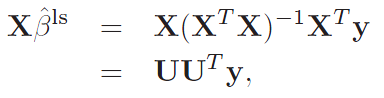 Xβ̂^ls = X(X^T X)^−1 X^T y
= UU^T y,